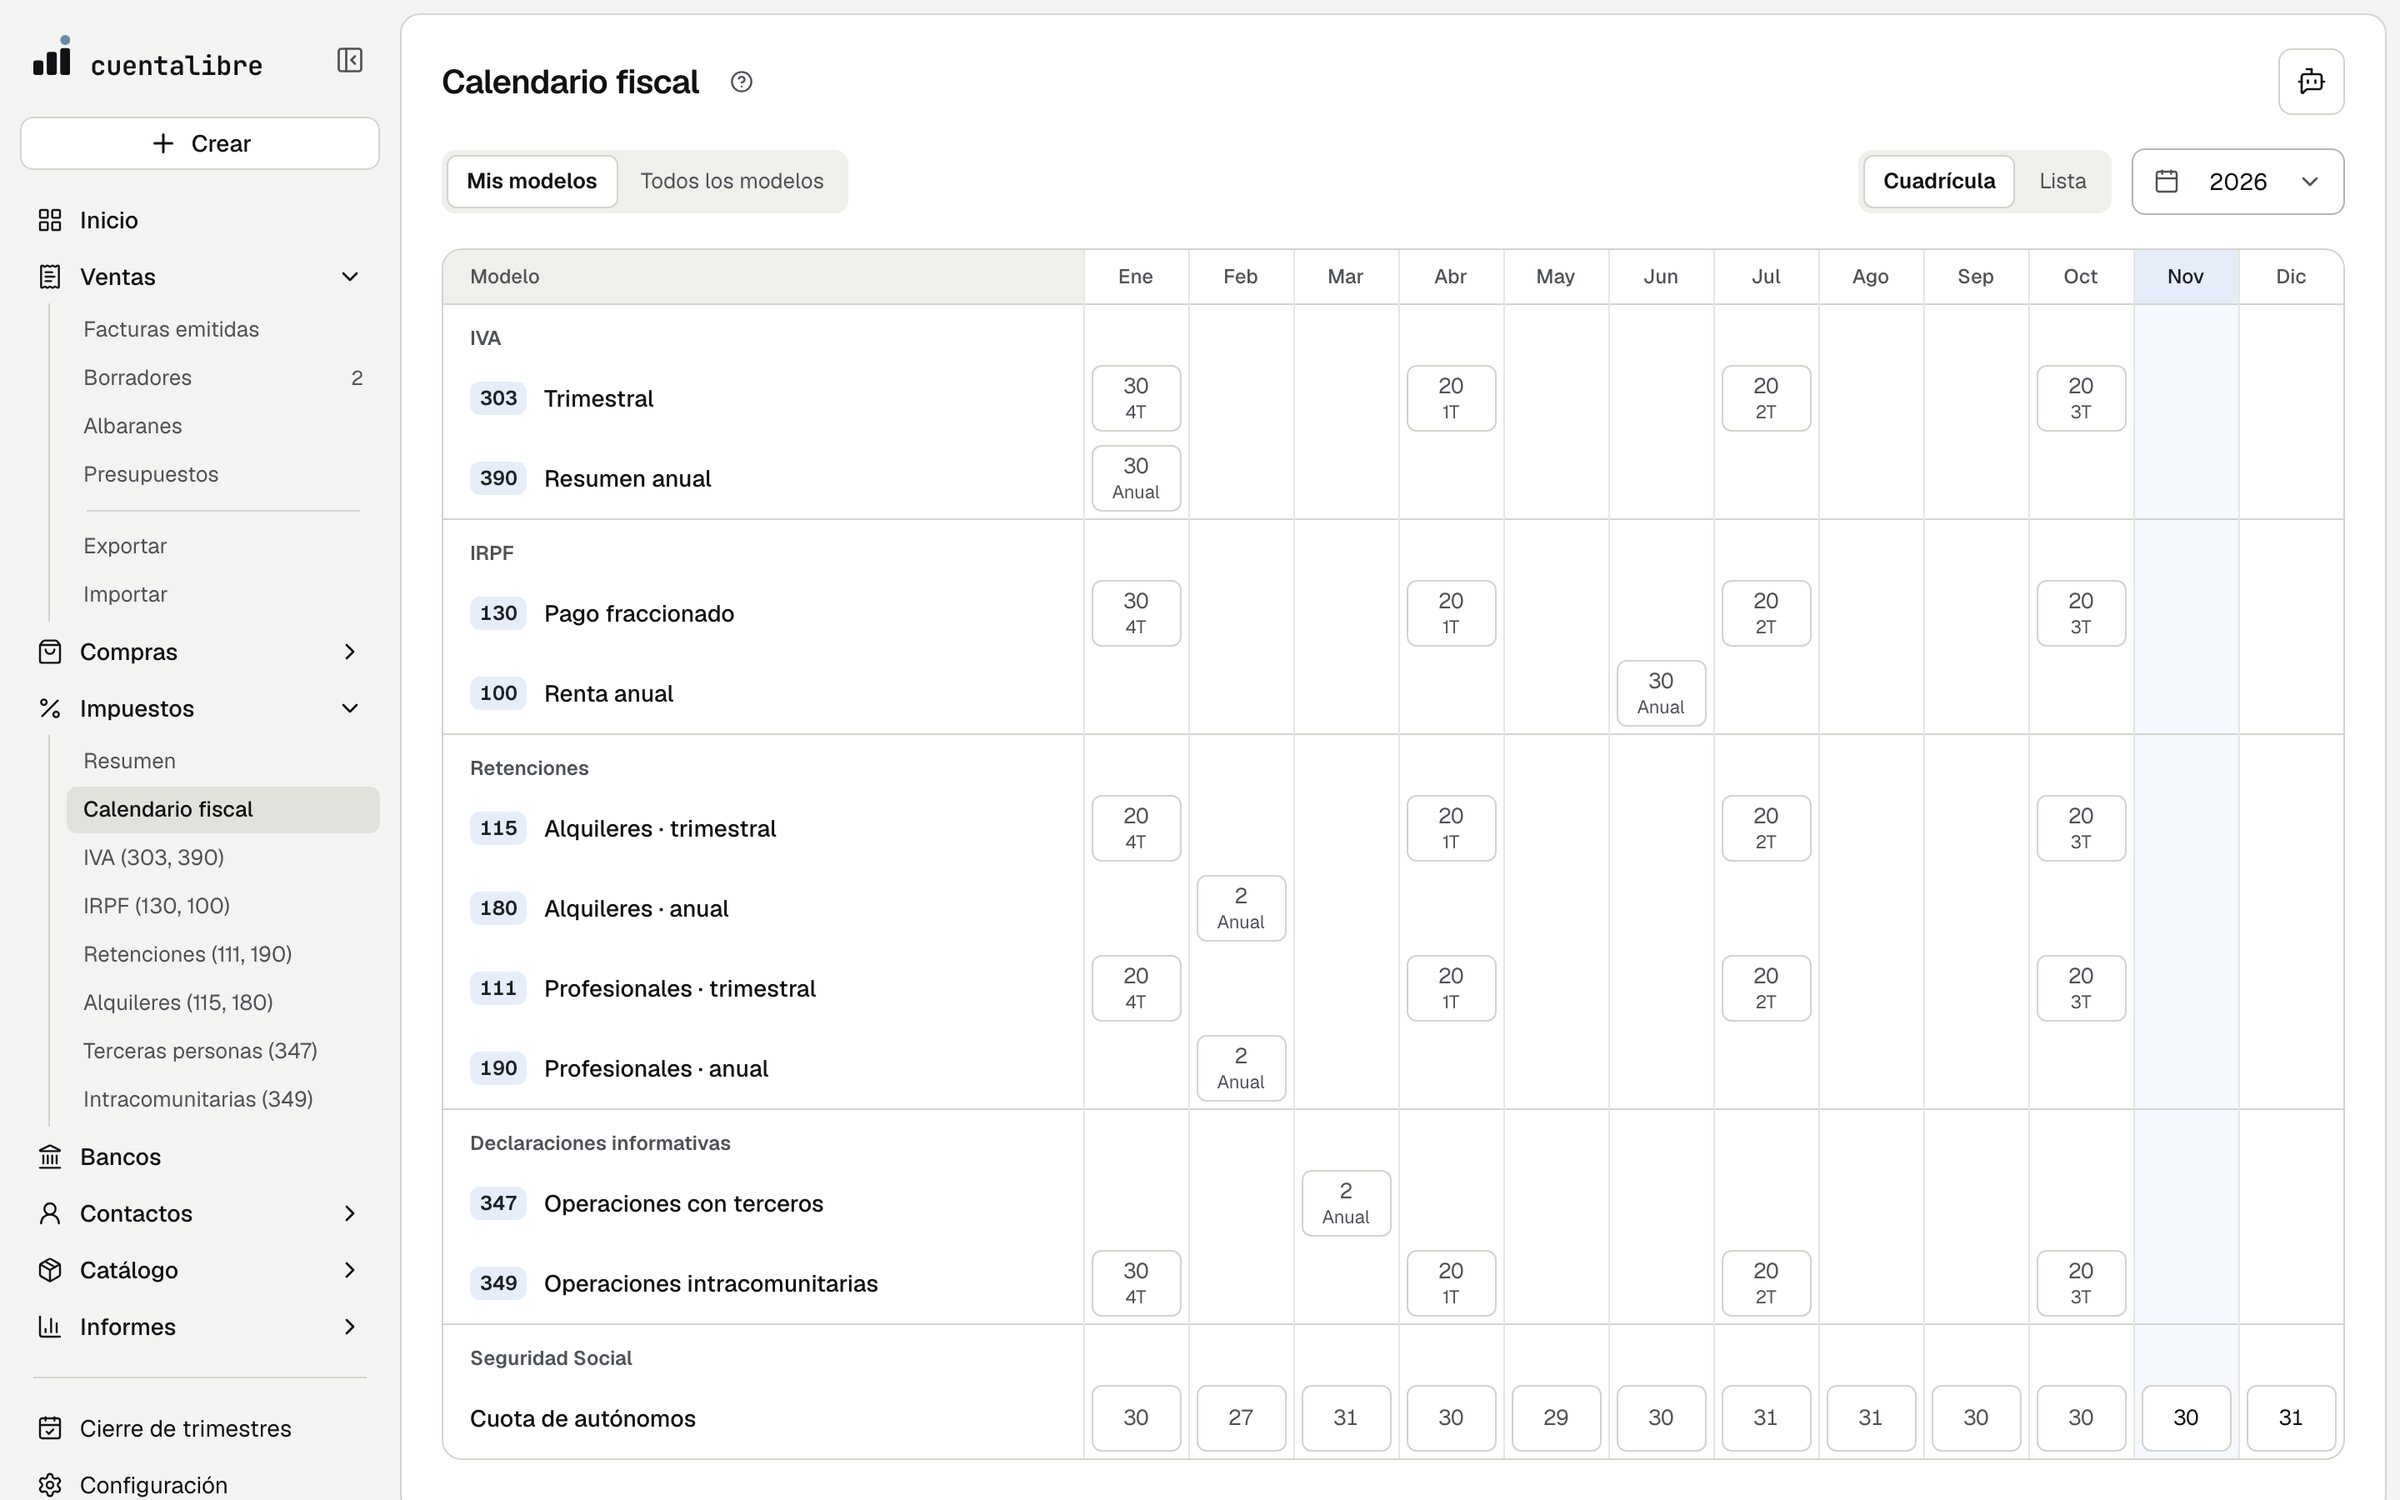 cuentalibre
Crear
Inicio
Ventas
Facturas emitidas
Borradores 2
Albaranes
Presupuestos
Exportar
Importar
Compras
Impuestos
Resumen
Calendario fiscal
IVA (303, 390)
IRPF (130, 100)
Retenciones (111, 190)
Alquileres (115, 180)
Terceras personas (347)
Intracomunitarias (349)
Bancos
Contactos
Catálogo
Informes
Cierre de trimestres
Configuración
Calendario fiscal
Mis modelos Todos los modelos Cuadrícula Lista 2026
Modelo Ene Feb Mar Abr May Jun Jul Ago Sep Oct Nov Dic
IVA
303 Trimestral 30 4T 20 1T 20 2T 20 3T
390 Resumen anual 30 Anual
IRPF
130 Pago fraccionado 30 4T 20 1T 20 2T 20 3T
100 Renta anual 30 Anual
Retenciones
115 Alquileres · trimestral 20 4T 20 1T 20 2T 20 3T
180 Alquileres · anual 2 Anual
111 Profesionales · trimestral 20 4T 20 1T 20 2T 20 3T
190 Profesionales · anual 2 Anual
Declaraciones informativas
347 Operaciones con terceros 2 Anual
349 Operaciones intracomunitarias 30 4T 20 1T 20 2T 20 3T
Seguridad Social
Cuota de autónomos 30 27 31 30 29 30 31 31 30 30 30 31